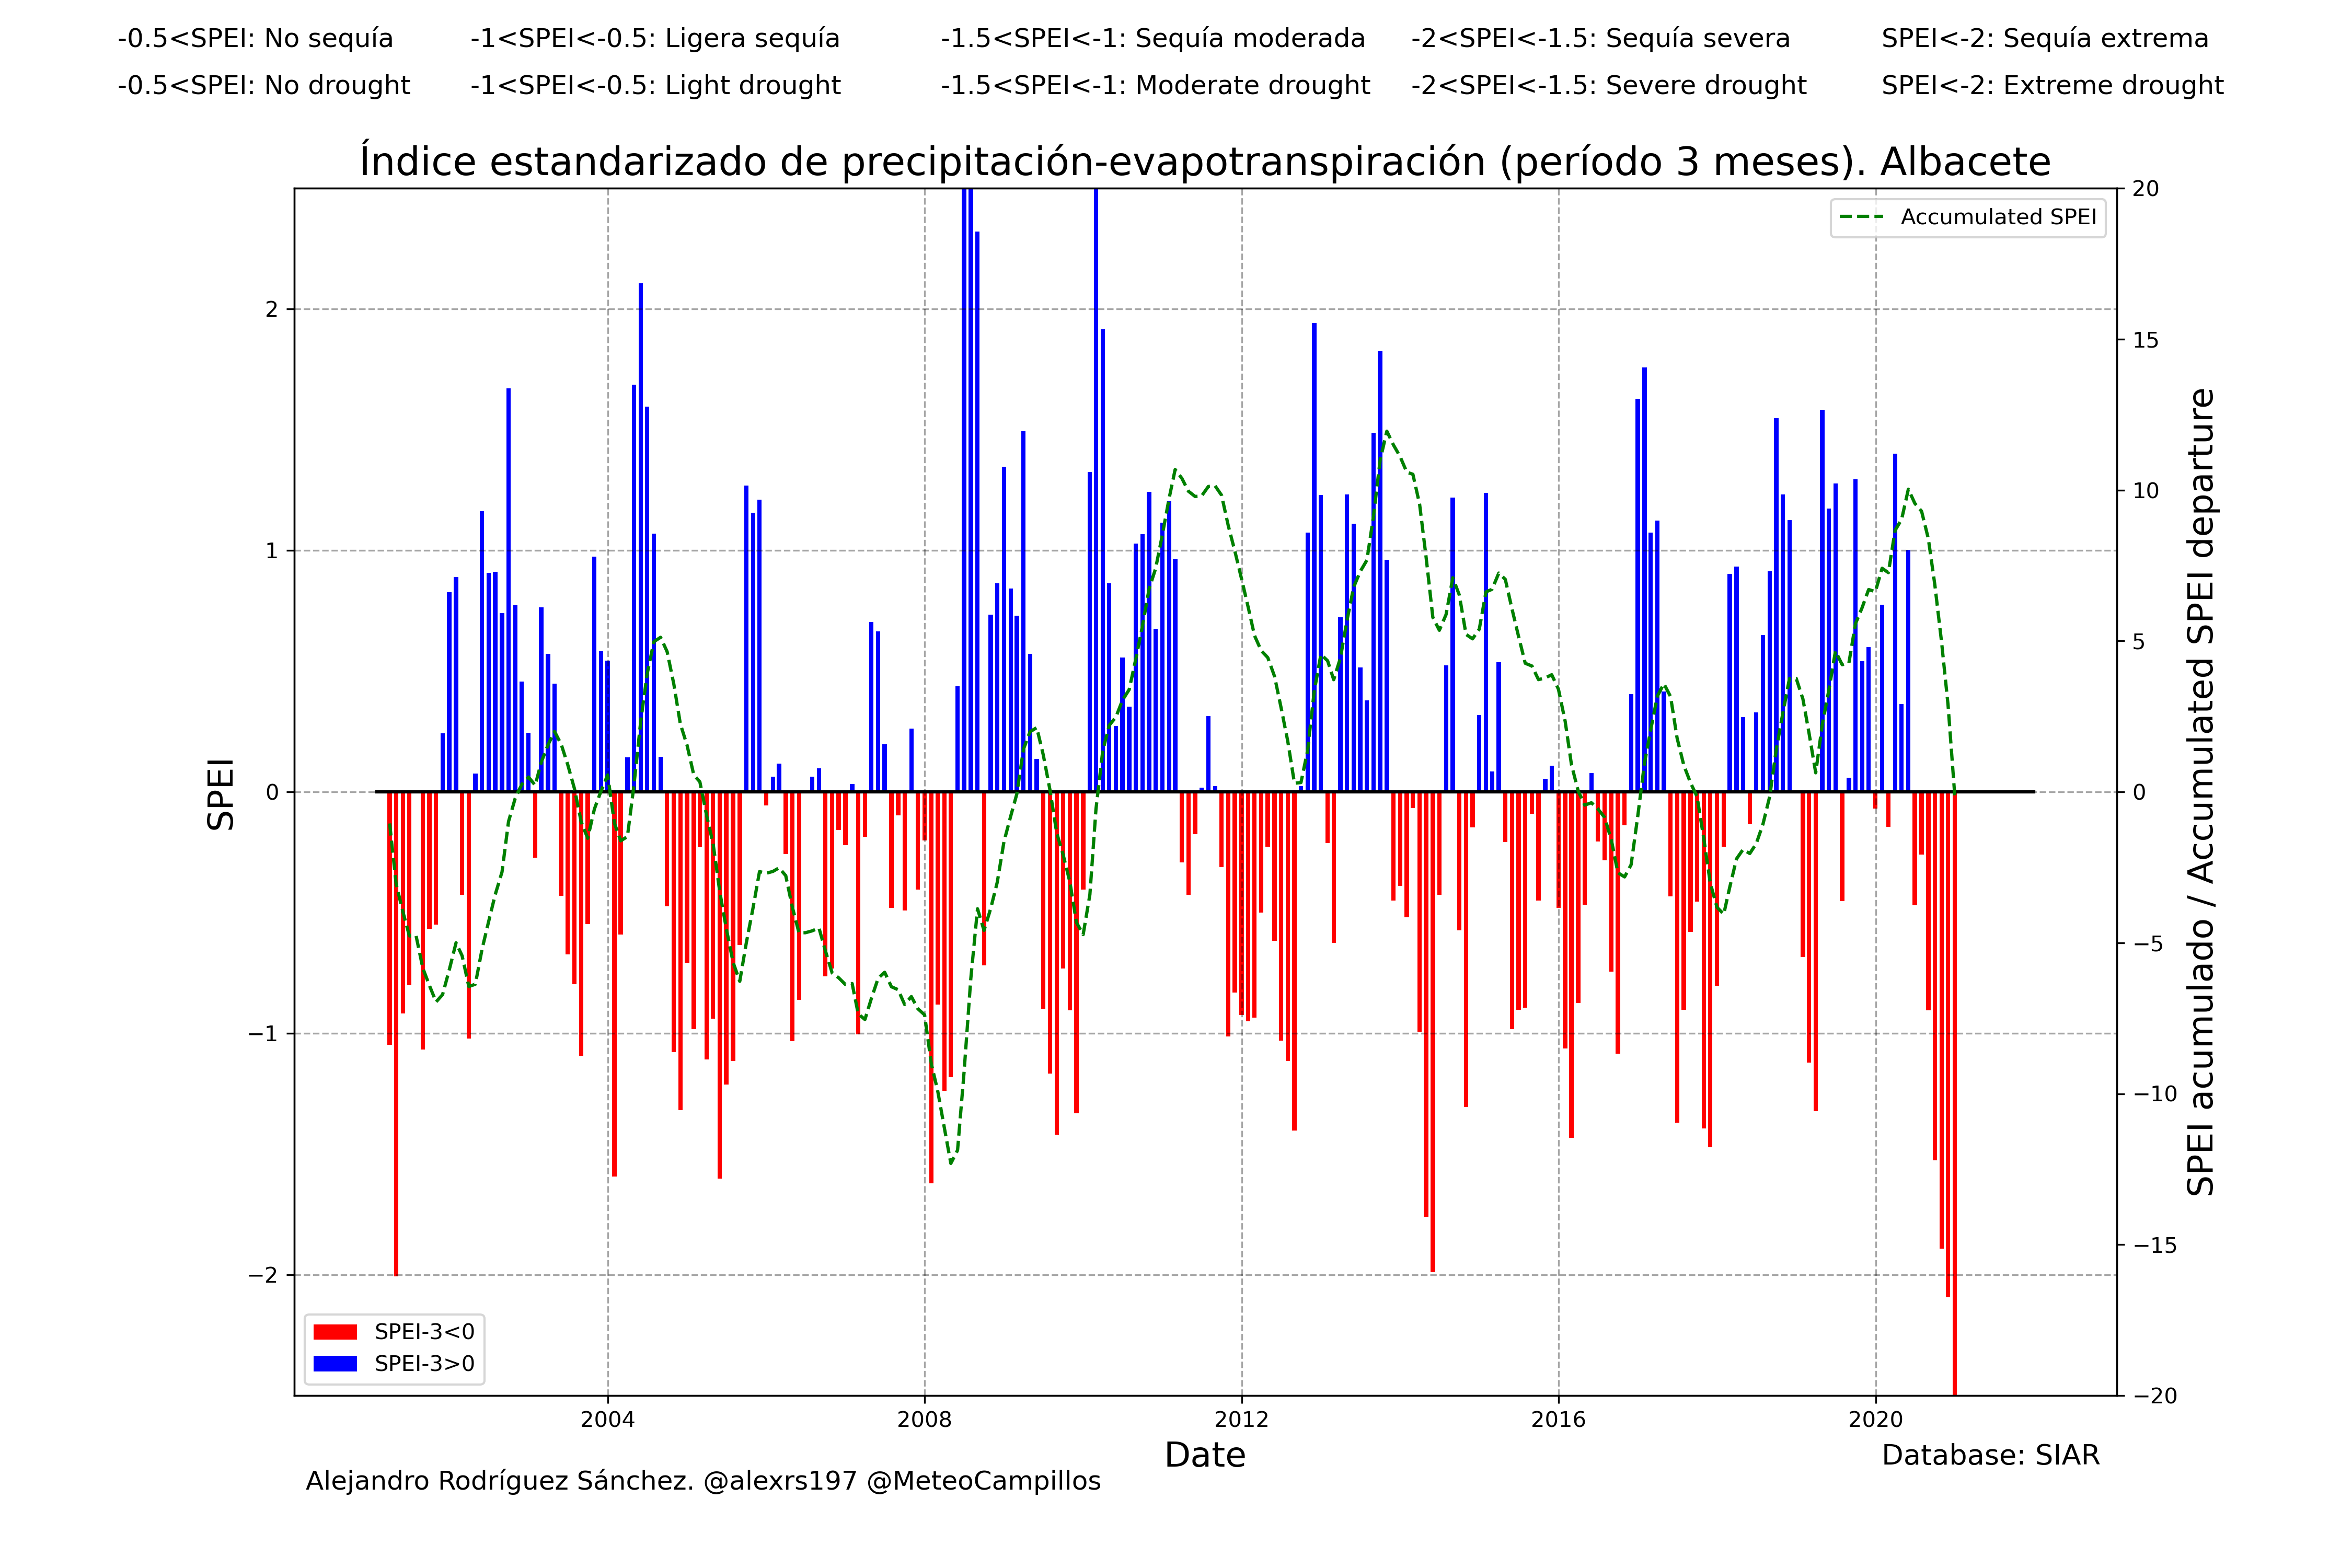 -0.5<SPEI: No sequía -1<SPEI<-0.5: Ligera sequía -1.5<SPEI<-1: Sequía moderada -2<SPEI<-1.5: Sequía severa SPEI<-2: Sequía extrema
-0.5<SPEI: No drought -1<SPEI<-0.5: Light drought -1.5<SPEI<-1: Moderate drought -2<SPEI<-1.5: Severe drought SPEI<-2: Extreme drought
Índice estandarizado de precipitación-evapotranspiración (período 3 meses). Albacete
Accumulated SPEI
SPEI
2
1
0
−1
−2
20
15
10
5
0
−5
−10
−15
−20
SPEI acumulado / Accumulated SPEI departure
SPEI-3<0
SPEI-3>0
2004 2008 2012 2016 2020
Date
Database: SIAR
Alejandro Rodríguez Sánchez. @alexrs197 @MeteoCampillos